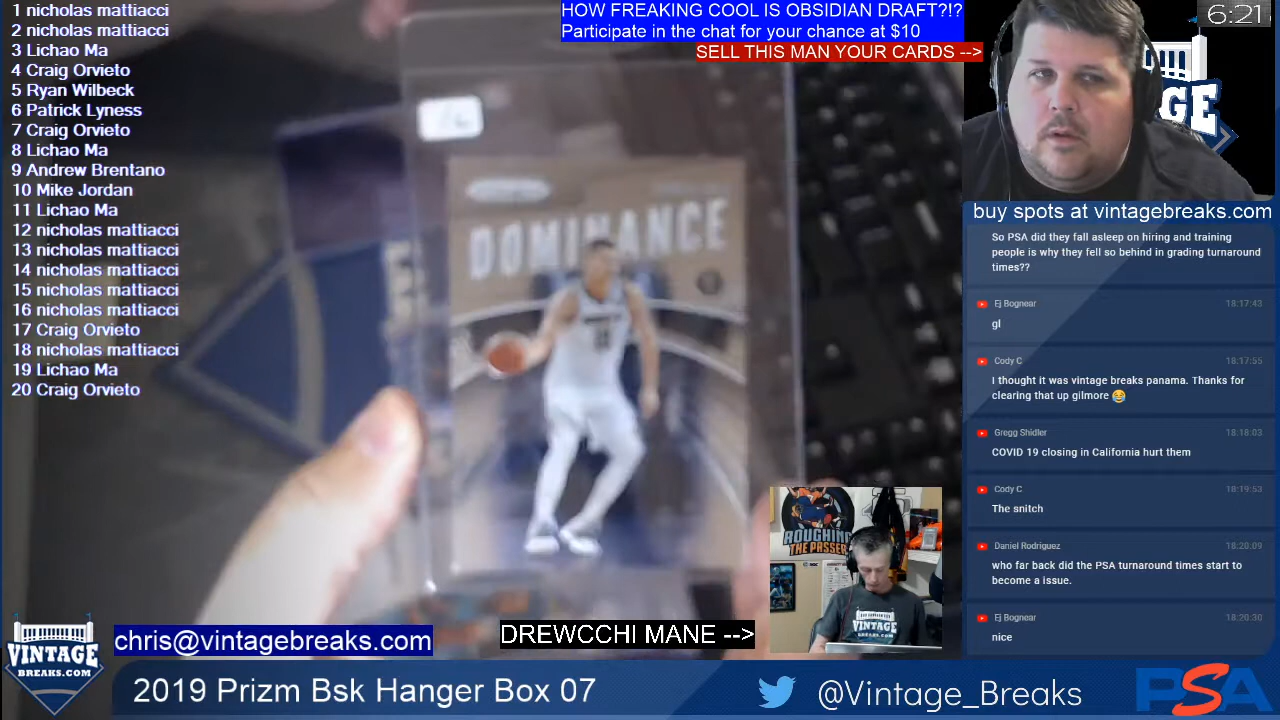 1 nicholas mattiacci
2 nicholas mattiacci
3 Lichao Ma
4 Craig Orvieto
5 Ryan Wilbeck
6 Patrick Lyness
7 Craig Orvieto
8 Lichao Ma
9 Andrew Brentano
10 Mike Jordan
11 Lichao Ma
12 nicholas mattiacci
13 nicholas mattiacci
14 nicholas mattiacci
15 nicholas mattiacci
16 nicholas mattiacci
17 Craig Orvieto
18 nicholas mattiacci
19 Lichao Ma
20 Craig Orvieto
HOW FREAKING COOL IS OBSIDIAN DRAFT?!?
Participate in the chat for your chance at $10
SELL THIS MAN YOUR CARDS -->
6:21
DOMINANCE
buy spots at vintagebreaks.com
So PSA did they fall asleep on hiring and training
people is why they fell so behind in grading turnaround
times??
Ej Bognear 18:17:43
gl
Cody C 18:17:55
I thought it was vintage breaks panama. Thanks for
clearing that up gilmore 😂
Gregg Shidler 18:18:03
COVID 19 closing in California hurt them
Cody C 18:19:53
The snitch
Daniel Rodriguez 18:20:09
who far back did the PSA turnaround times start to
become a issue.
Ej Bognear 18:20:30
nice
ROUGHING
THE PASSER
VINTAGE
BREAKS.COM
DREWCCHI MANE -->
chris@vintagebreaks.com
VINTAGE
BREAKS.COM
2019 Prizm Bsk Hanger Box 07
@Vintage_Breaks
PSA